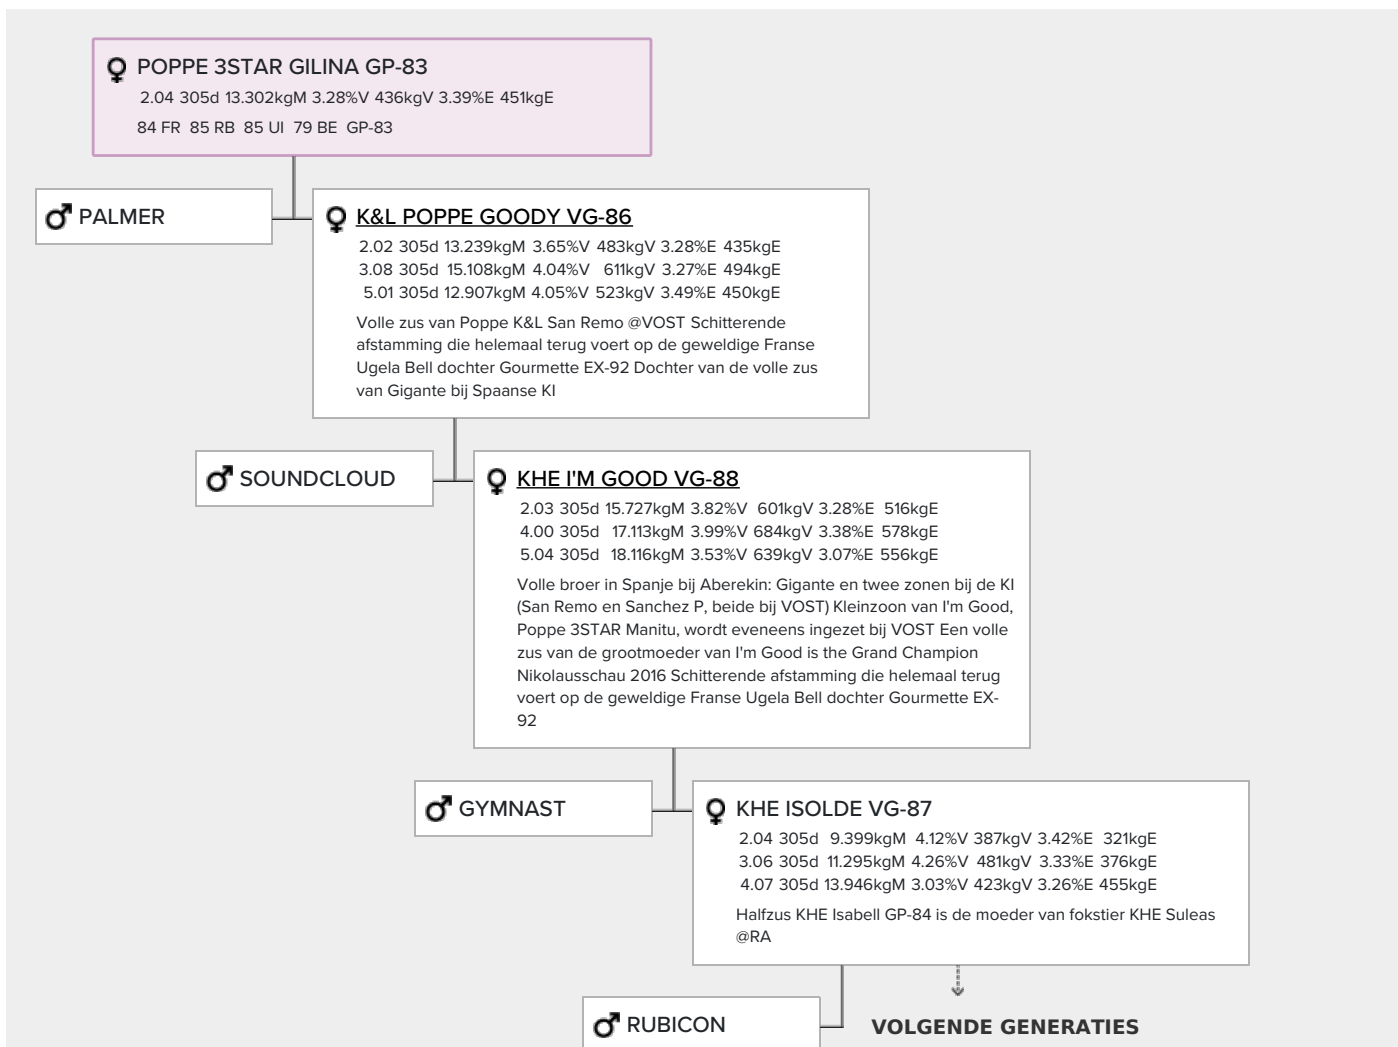 POPPE 3STAR GILINA GP-83
2.04 305d 13.302kgM 3.28%V 436kgV 3.39%E 451kgE
84 FR 85 RB 85 UI 79 BE GP-83
PALMER
K&L POPPE GOODY VG-86
2.02 305d 13.239kgM 3.65%V 483kgV 3.28%E 435kgE
3.08 305d 15.108kgM 4.04%V 611kgV 3.27%E 494kgE
5.01 305d 12.907kgM 4.05%V 523kgV 3.49%E 450kgE
Volle zus van Poppe K&L San Remo @VOST Schitterende
afstamming die helemaal terug voert op de geweldige Franse
Ugela Bell dochter Gourmette EX-92 Dochter van de volle zus
van Gigante bij Spaanse KI
SOUNDCLOUD
KHE I'M GOOD VG-88
2.03 305d 15.727kgM 3.82%V 601kgV 3.28%E 516kgE
4.00 305d 17.113kgM 3.99%V 684kgV 3.38%E 578kgE
5.04 305d 18.116kgM 3.53%V 639kgV 3.07%E 556kgE
Volle broer in Spanje bij Aberekin: Gigante en twee zonen bij de KI
(San Remo en Sanchez P, beide bij VOST) Kleinzoon van I'm Good,
Poppe 3STAR Manitu, wordt eveneens ingezet bij VOST Een volle
zus van de grootmoeder van I'm Good is the Grand Champion
Nikolausschau 2016 Schitterende afstamming die helemaal terug
voert op de geweldige Franse Ugela Bell dochter Gourmette EX-
92
GYMNAST
KHE ISOLDE VG-87
2.04 305d 9.399kgM 4.12%V 387kgV 3.42%E 321kgE
3.06 305d 11.295kgM 4.26%V 481kgV 3.33%E 376kgE
4.07 305d 13.946kgM 3.03%V 423kgV 3.26%E 455kgE
Halfzus KHE Isabell GP-84 is de moeder van fokstier KHE Suleas
@RA
RUBICON
VOLGENDE GENERATIES